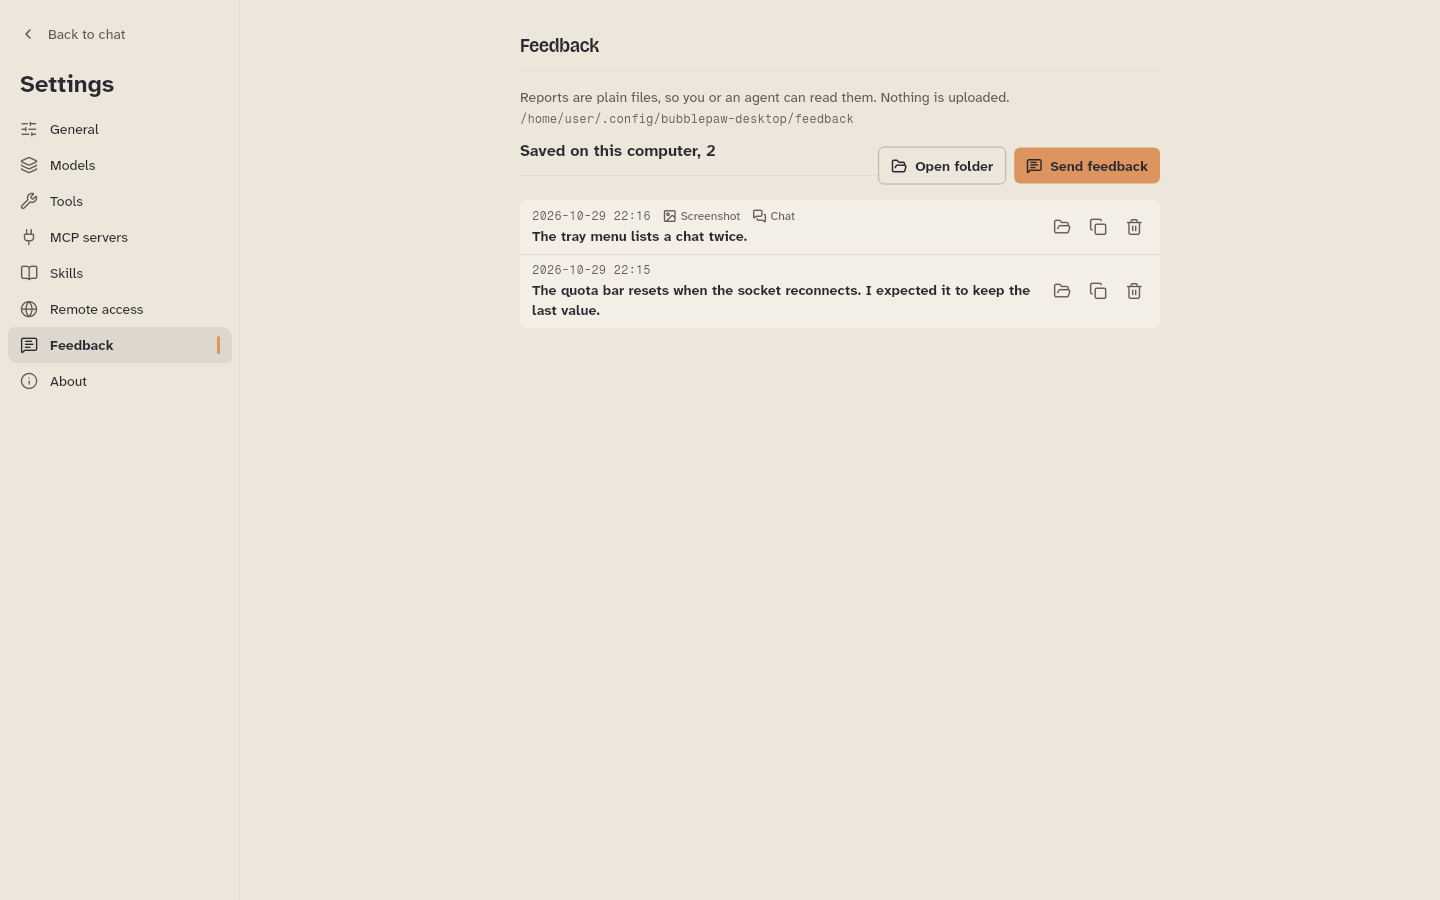 Back to chat
Settings
General
Models
Tools
MCP servers
Skills
Remote access
Feedback
About
Feedback
Reports are plain files, so you or an agent can read them. Nothing is uploaded.
/home/user/.config/bubblepaw-desktop/feedback
Saved on this computer, 2
Open folder
Send feedback
2026-10-29 22:16 Screenshot Chat
The tray menu lists a chat twice.
2026-10-29 22:15
The quota bar resets when the socket reconnects. I expected it to keep the
last value.